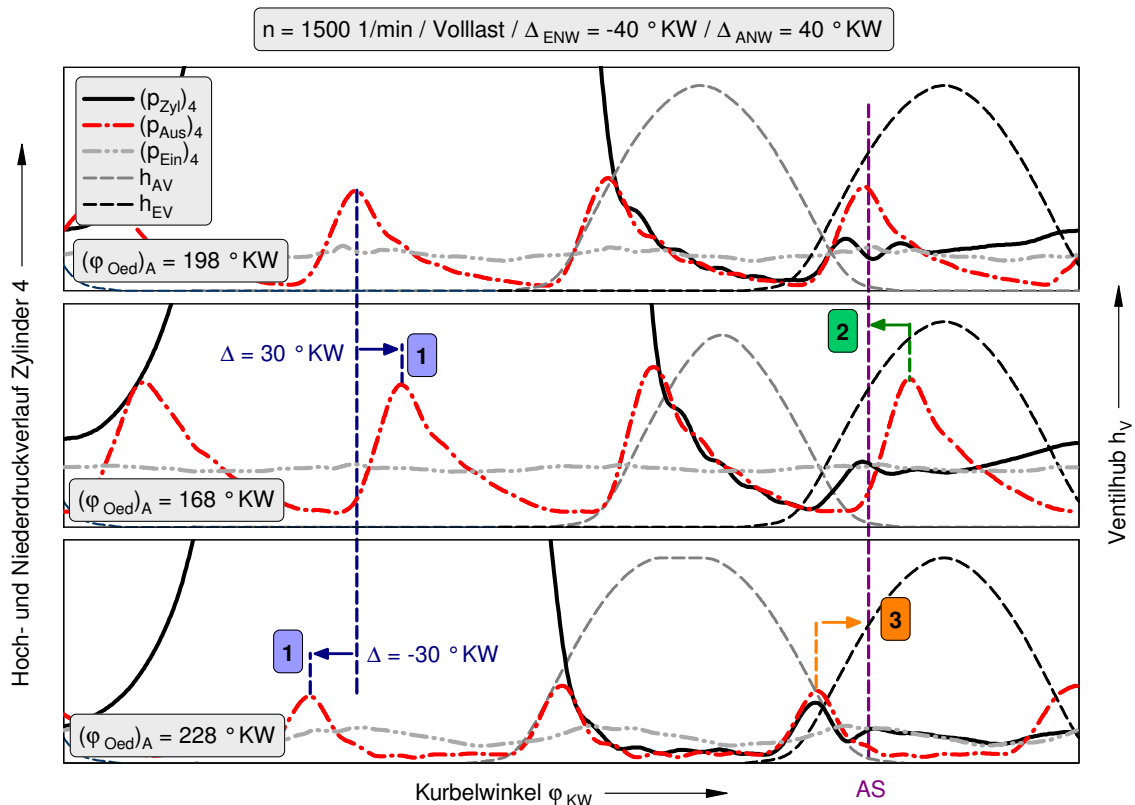 n = 1500 1/min / Volllast / Δ ENW = -40 °KW / Δ ANW = 40 °KW
(pZyl)4
(pAus)4
(pEin)4
hAV
hEV
(φOed)A = 198 °KW
Δ = 30 °KW
1
2
(φOed)A = 168 °KW
1
Δ = -30 °KW
3
(φOed)A = 228 °KW
Hoch- und Niederdruckverlauf Zylinder 4
Ventilhub hV
Kurbelwinkel φKW
AS